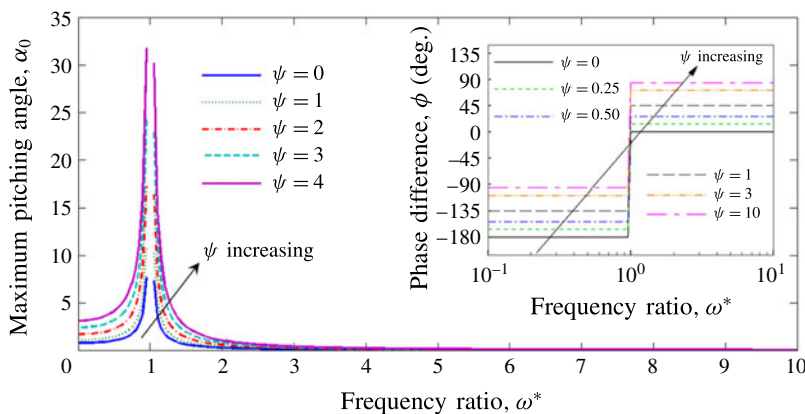 35
30
25
20
15
10
5
0
1
2
3
4
5
6
7
8
9
10
Maximum pitching angle, α₀
Frequency ratio, ω*
ψ = 0
ψ = 1
ψ = 2
ψ = 3
ψ = 4
ψ increasing
135
90
45
0
−45
−90
−135
−180
10⁻¹
10⁰
10¹
Phase difference, ϕ (deg.)
Frequency ratio, ω*
ψ = 0
ψ = 0.25
ψ = 0.50
ψ increasing
ψ = 1
ψ = 3
ψ = 10